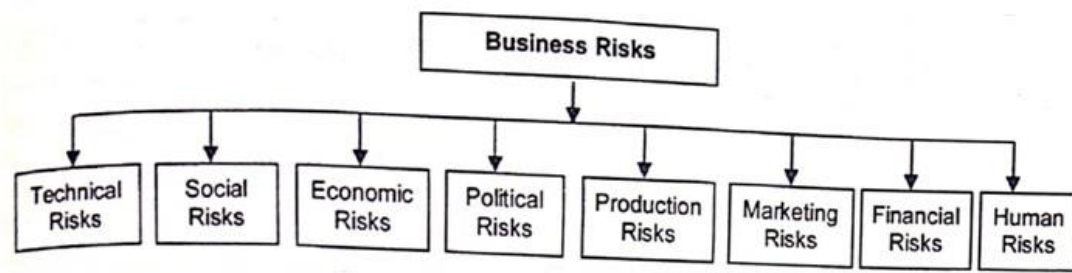 Business Risks
Technical
Risks
Social
Risks
Economic
Risks
Political
Risks
Production
Risks
Marketing
Risks
Financial
Risks
Human
Risks